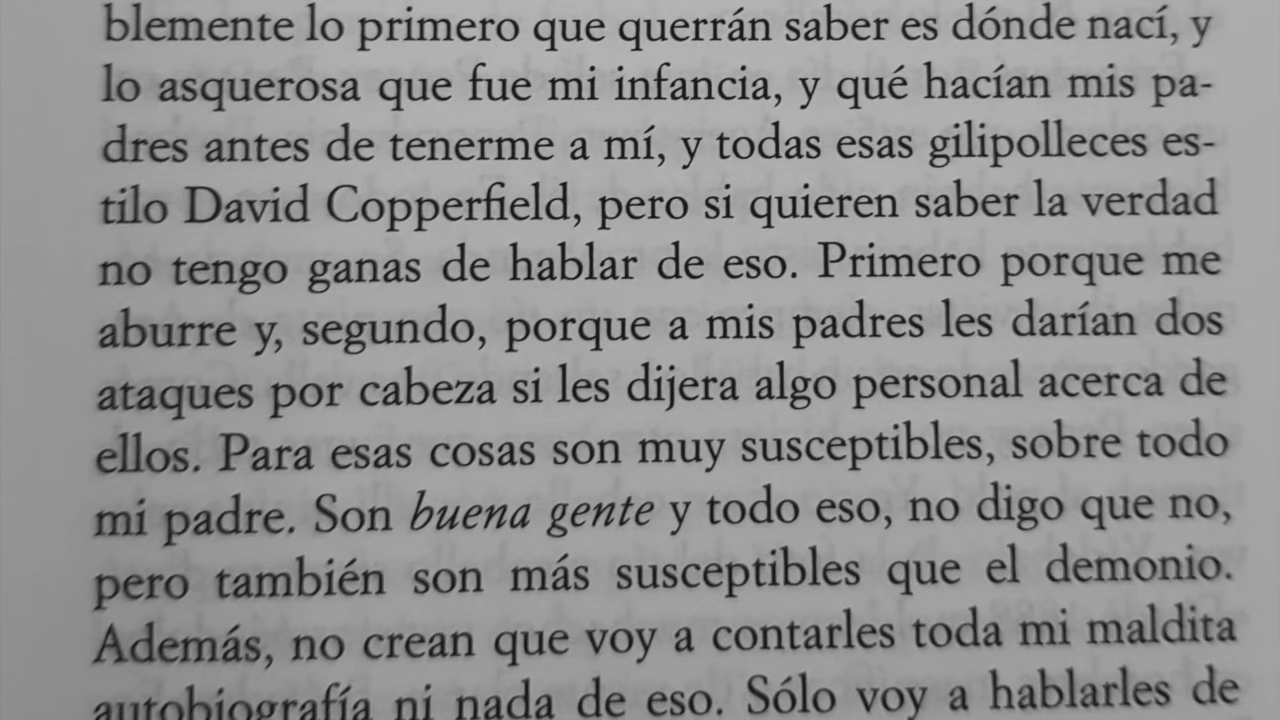 blemente lo primero que querrán saber es dónde nací, y
lo asquerosa que fue mi infancia, y qué hacían mis pa-
dres antes de tenerme a mí, y todas esas gilipolleces es-
tilo David Copperfield, pero si quieren saber la verdad
no tengo ganas de hablar de eso. Primero porque me
aburre y, segundo, porque a mis padres les darían dos
ataques por cabeza si les dijera algo personal acerca de
ellos. Para esas cosas son muy susceptibles, sobre todo
mi padre. Son buena gente y todo eso, no digo que no,
pero también son más susceptibles que el demonio.
Además, no crean que voy a contarles toda mi maldita
autobiografía ni nada de eso. Sólo voy a hablarles de